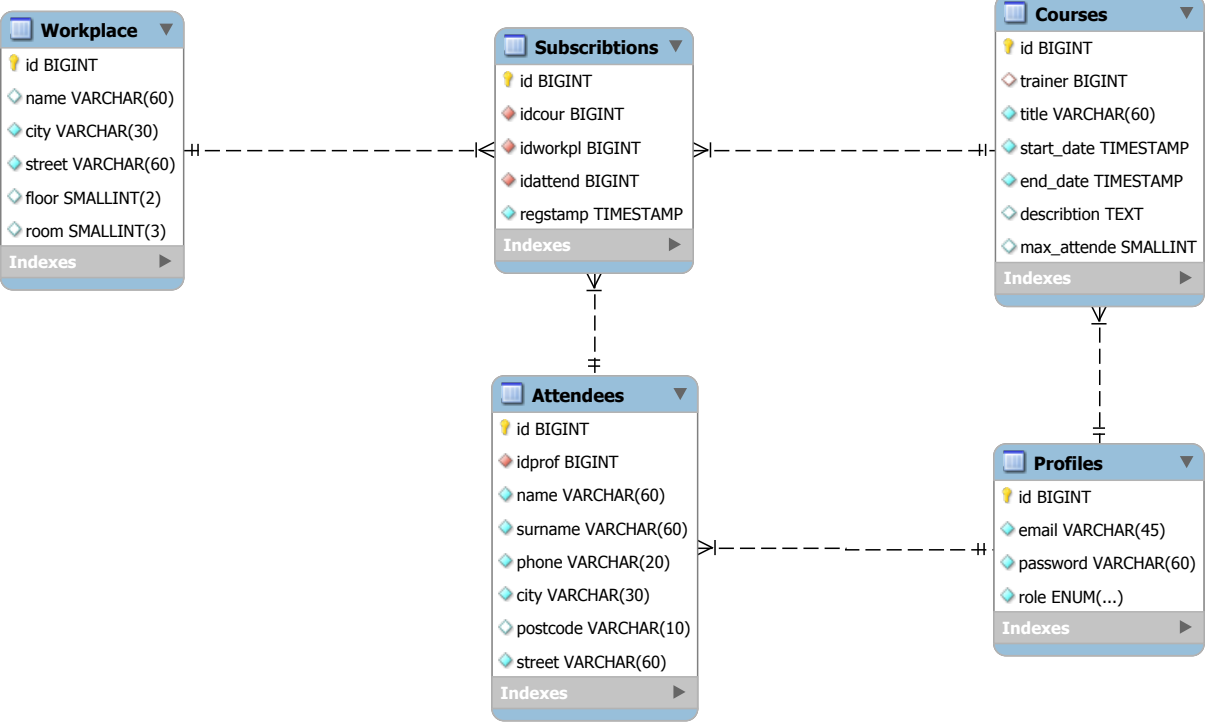 Workplace
id BIGINT
name VARCHAR(60)
city VARCHAR(30)
street VARCHAR(60)
floor SMALLINT(2)
room SMALLINT(3)
Indexes
Subscribtions
id BIGINT
idcour BIGINT
idworkpl BIGINT
idattend BIGINT
regstamp TIMESTAMP
Indexes
Courses
id BIGINT
trainer BIGINT
title VARCHAR(60)
start_date TIMESTAMP
end_date TIMESTAMP
describtion TEXT
max_attende SMALLINT
Indexes
Attendees
id BIGINT
idprof BIGINT
name VARCHAR(60)
surname VARCHAR(60)
phone VARCHAR(20)
city VARCHAR(30)
postcode VARCHAR(10)
street VARCHAR(60)
Indexes
Profiles
id BIGINT
email VARCHAR(45)
password VARCHAR(60)
role ENUM(...)
Indexes